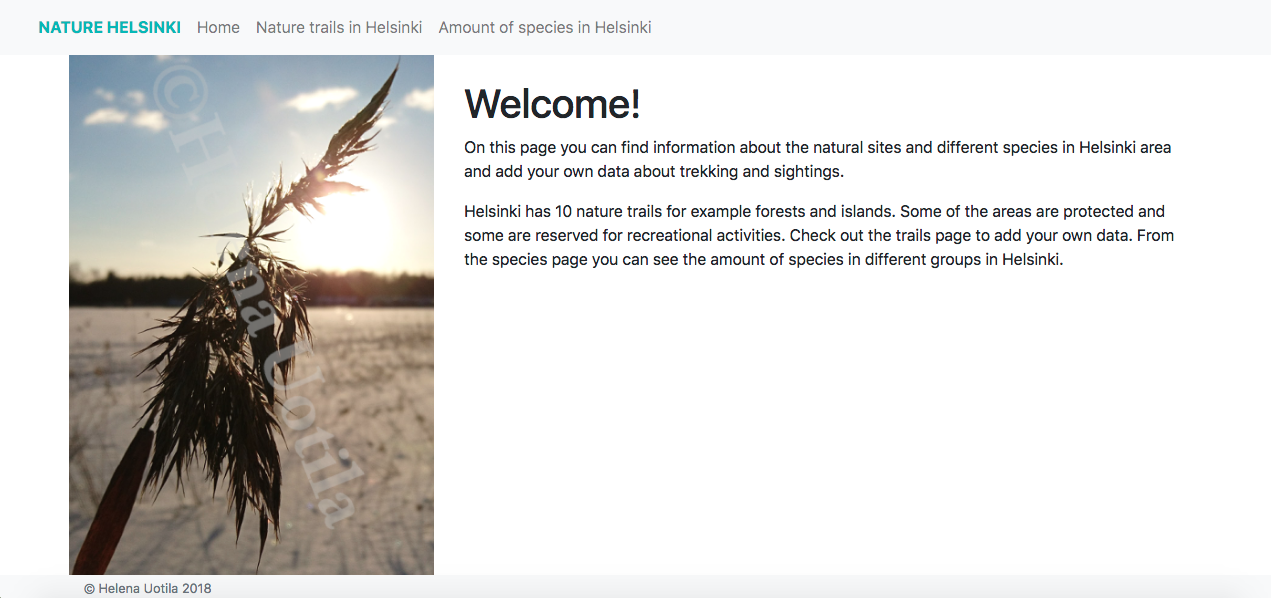 NATURE HELSINKI Home Nature trails in Helsinki Amount of species in Helsinki
Welcome!
On this page you can find information about the natural sites and different species in Helsinki area
and add your own data about trekking and sightings.
Helsinki has 10 nature trails for example forests and islands. Some of the areas are protected and
some are reserved for recreational activities. Check out the trails page to add your own data. From
the species page you can see the amount of species in different groups in Helsinki.
© Helena Uotila
© Helena Uotila 2018